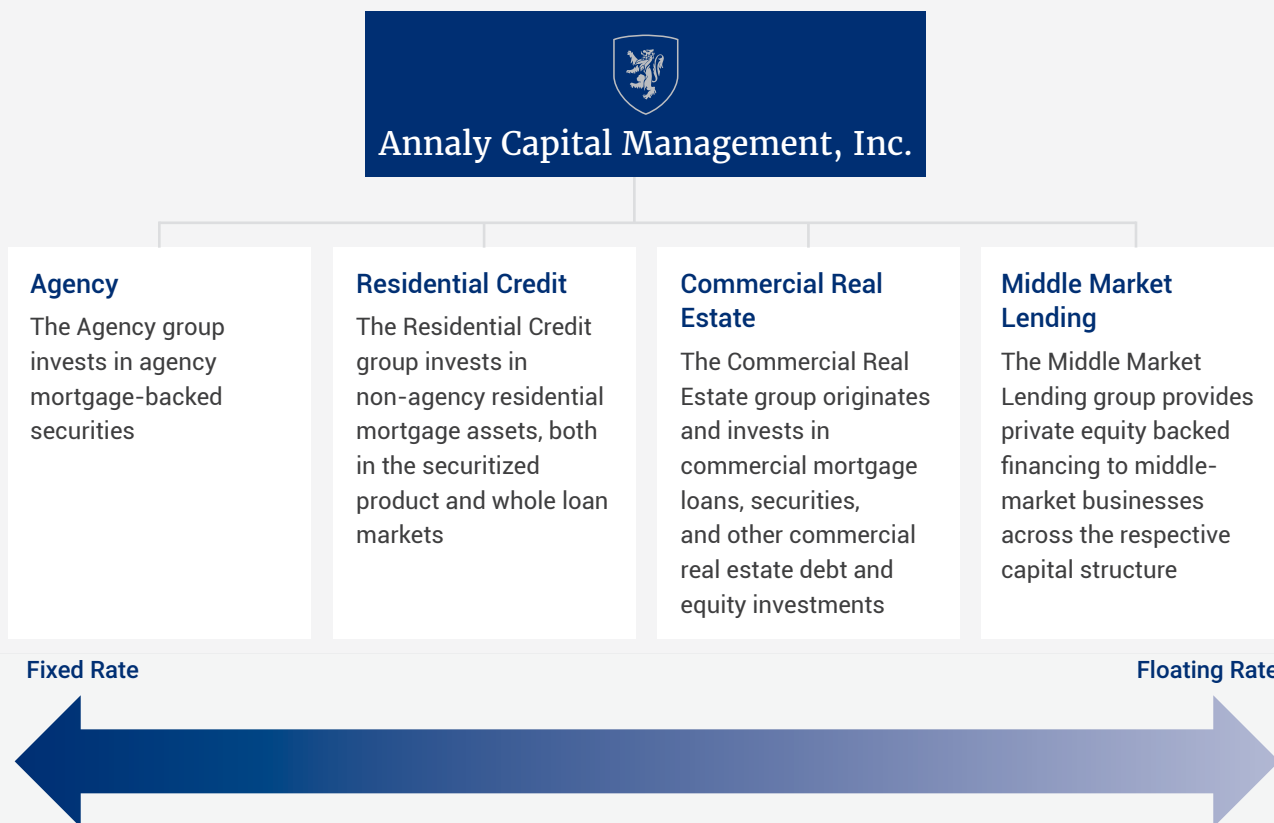 Annaly Capital Management, Inc.
Agency
The Agency group
invests in agency
mortgage-backed
securities
Residential Credit
The Residential Credit
group invests in
non-agency residential
mortgage assets, both
in the securitized
product and whole loan
markets
Commercial Real
Estate
The Commercial Real
Estate group originates
and invests in
commercial mortgage
loans, securities,
and other commercial
real estate debt and
equity investments
Middle Market
Lending
The Middle Market
Lending group provides
private equity backed
financing to middle-
market businesses
across the respective
capital structure
Fixed Rate
Floating Rate